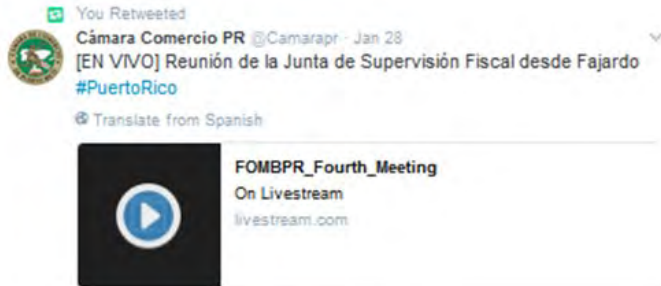 You Retweeted
Cámara Comercio PR @Camarapr · Jan 28
[EN VIVO] Reunión de la Junta de Supervisión Fiscal desde Fajardo
#PuertoRico
Translate from Spanish
FOMBPR_Fourth_Meeting
On Livestream
livestream.com